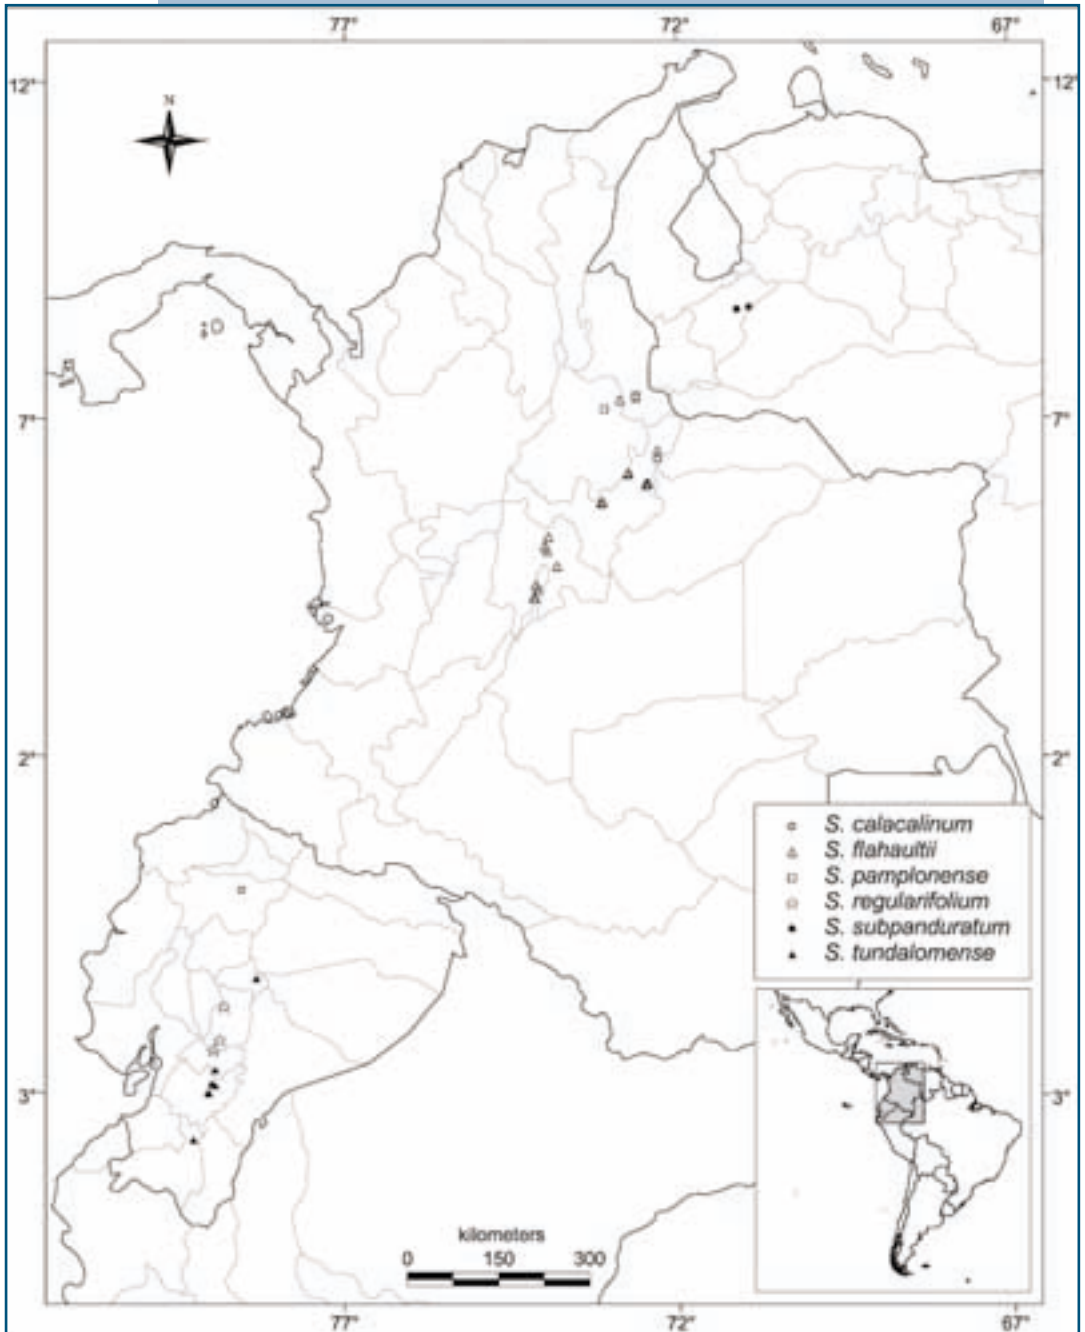 77° 72° 67°
12° 12°
N
7° 7°
2° 2°
S. calacalinum
S. flahaultii
S. pamplonense
S. regularifolium
S. subpanduratum
S. tundalomense
3° 3°
kilometers
0 150 300
77° 72° 67°